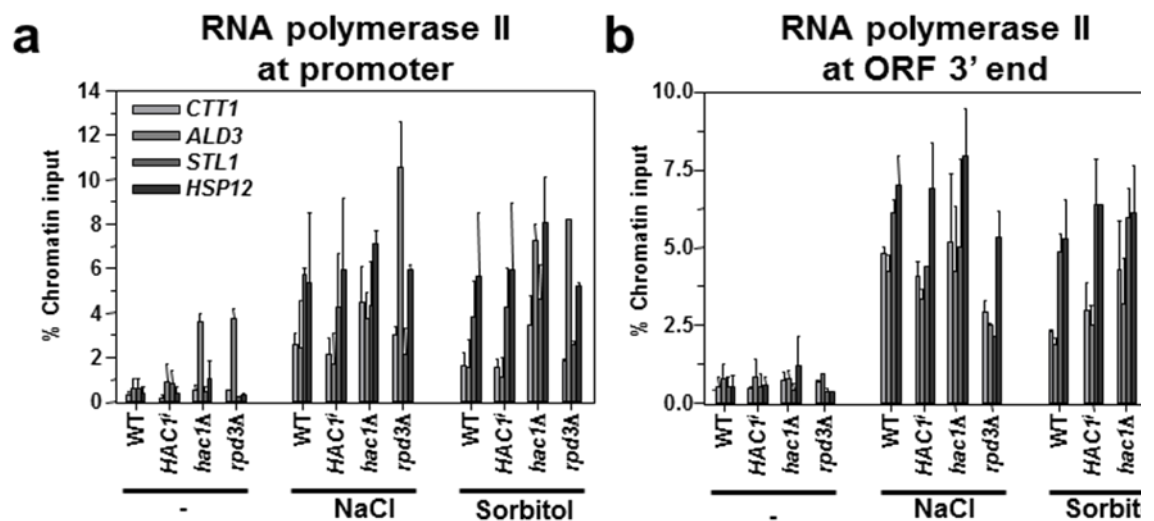 a
RNA polymerase II
at promoter
% Chromatin input
14
12
10
8
6
4
2
0
CTT1
ALD3
STL1
HSP12
WT
HAC1ⁱ
hac1Δ
rpd3Δ
WT
HAC1ⁱ
hac1Δ
rpd3Δ
WT
HAC1ⁱ
hac1Δ
rpd3Δ
-
NaCl
Sorbitol
b
RNA polymerase II
at ORF 3’ end
% Chromatin input
10.0
7.5
5.0
2.5
0.0
WT
HAC1ⁱ
hac1Δ
rpd3Δ
WT
HAC1ⁱ
hac1Δ
rpd3Δ
WT
HAC1ⁱ
hac1Δ
-
NaCl
Sorbit